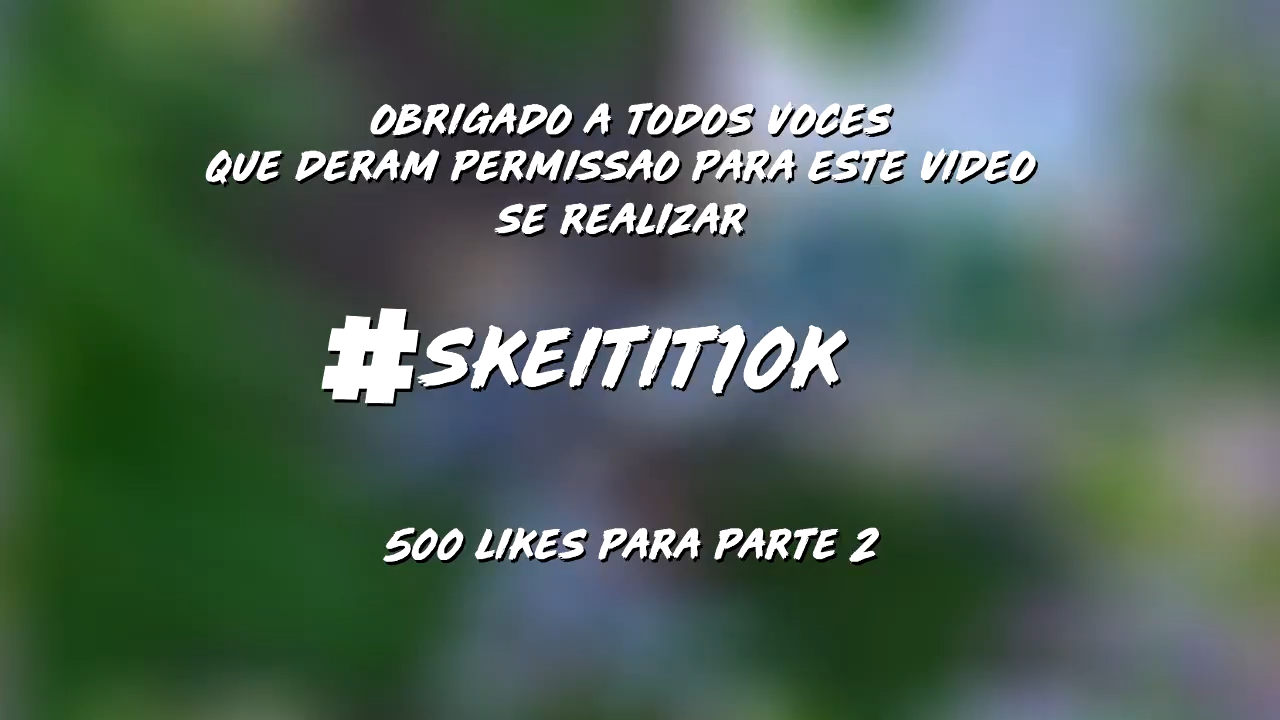 OBRIGADO A TODOS VOCES
QUE DERAM PERMISSAO PARA ESTE VIDEO
SE REALIZAR
#SKEITIT10K
500 LIKES PARA PARTE 2